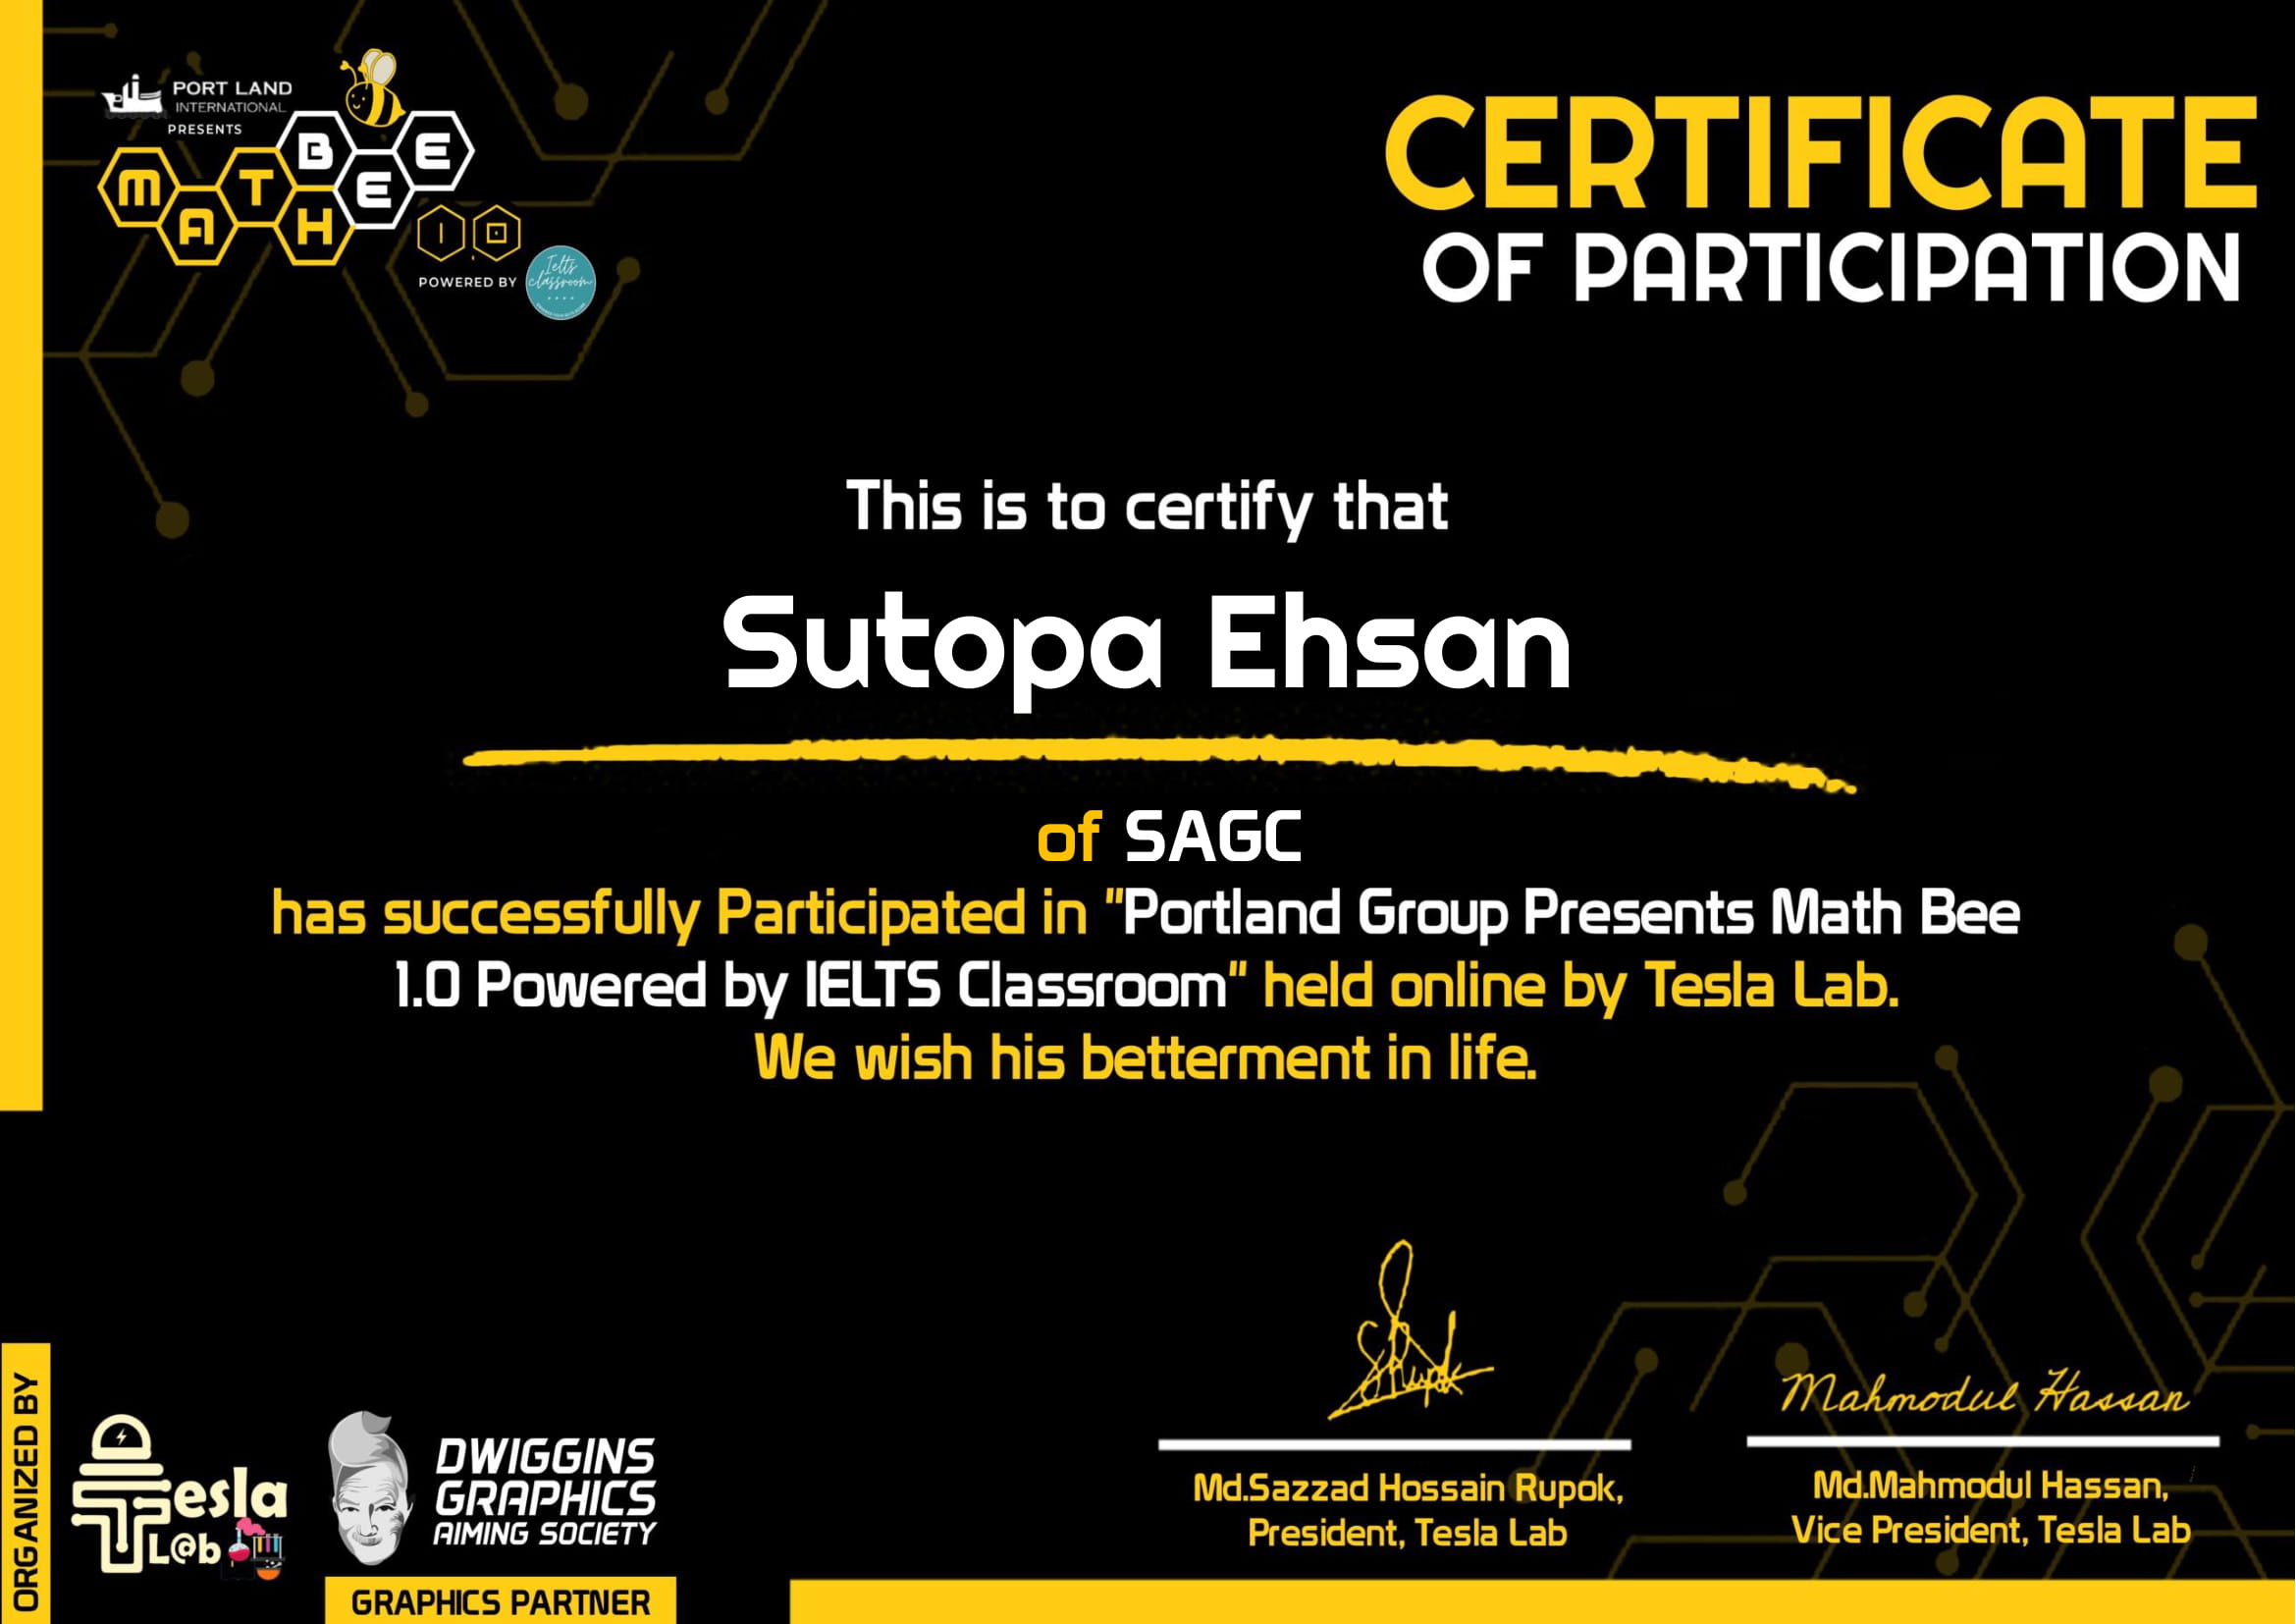 PORT LAND
INTERNATIONAL
PRESENTS
MATH BEE
1.0
POWERED BY
Ielts
classroom
CERTIFICATE
OF PARTICIPATION
This is to certify that
Sutopa Ehsan
of SAGC
has successfully Participated in "Portland Group Presents Math Bee
1.0 Powered by IELTS Classroom" held online by Tesla Lab.
We wish his betterment in life.
ORGANIZED BY
Tesla
L@b
DWIGGINS
GRAPHICS
AIMING SOCIETY
GRAPHICS PARTNER
Md.Sazzad Hossain Rupok,
President, Tesla Lab
Mahmodul Hassan
Md.Mahmodul Hassan,
Vice President, Tesla Lab